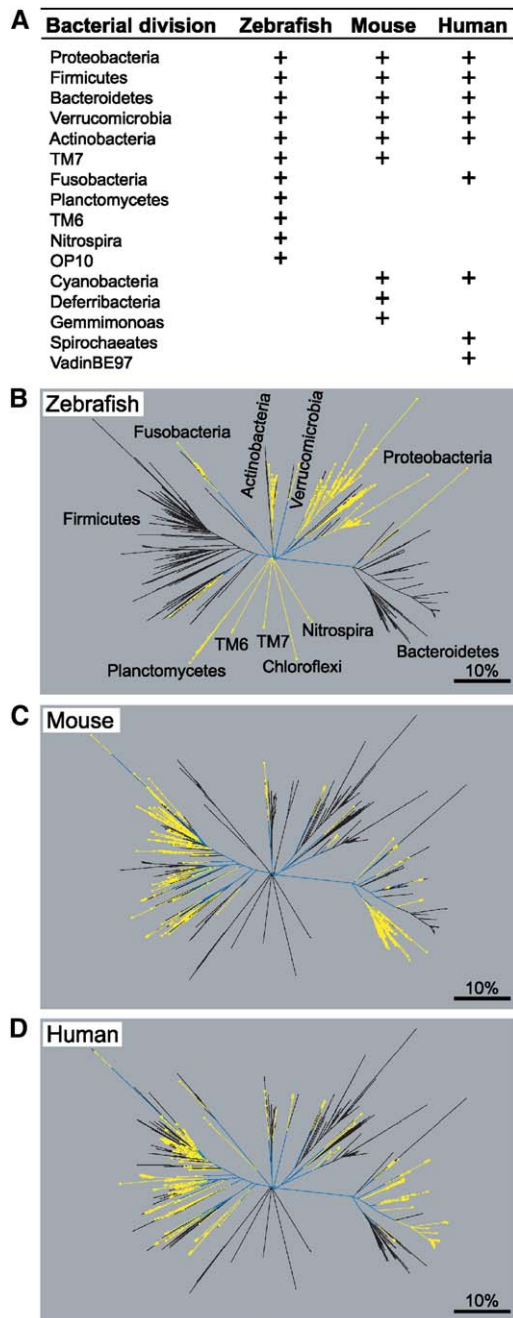 A
Bacterial division Zebrafish Mouse Human
Proteobacteria + + +
Firmicutes + + +
Bacteroidetes + + +
Verrucomicrobia + + +
Actinobacteria + + +
TM7 + +
Fusobacteria + +
Planctomycetes +
TM6 +
Nitrospira +
OP10 +
Cyanobacteria + +
Deferribacteria +
Gemmimonoas +
Spirochaeates +
VadinBE97 +
B
Zebrafish
Fusobacteria
Actinobacteria
Verrucomicrobia
Proteobacteria
Firmicutes
Nitrospira
TM6
TM7
Bacteroidetes
Planctomycetes
Chloroflexi
10%
C
Mouse
10%
D
Human
10%